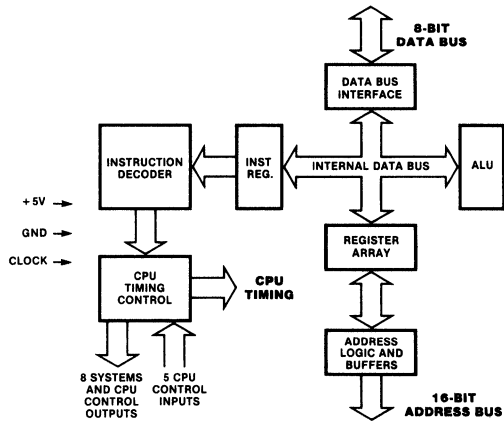 8-BIT
DATA BUS
DATA BUS
INTERFACE
INSTRUCTION
DECODER
INST
REG.
INTERNAL DATA BUS
ALU
+5V
GND
CLOCK
REGISTER
ARRAY
CPU
TIMING
CONTROL
CPU
TIMING
ADDRESS
LOGIC AND
BUFFERS
8 SYSTEMS
AND CPU
CONTROL
OUTPUTS
5 CPU
CONTROL
INPUTS
16-BIT
ADDRESS BUS